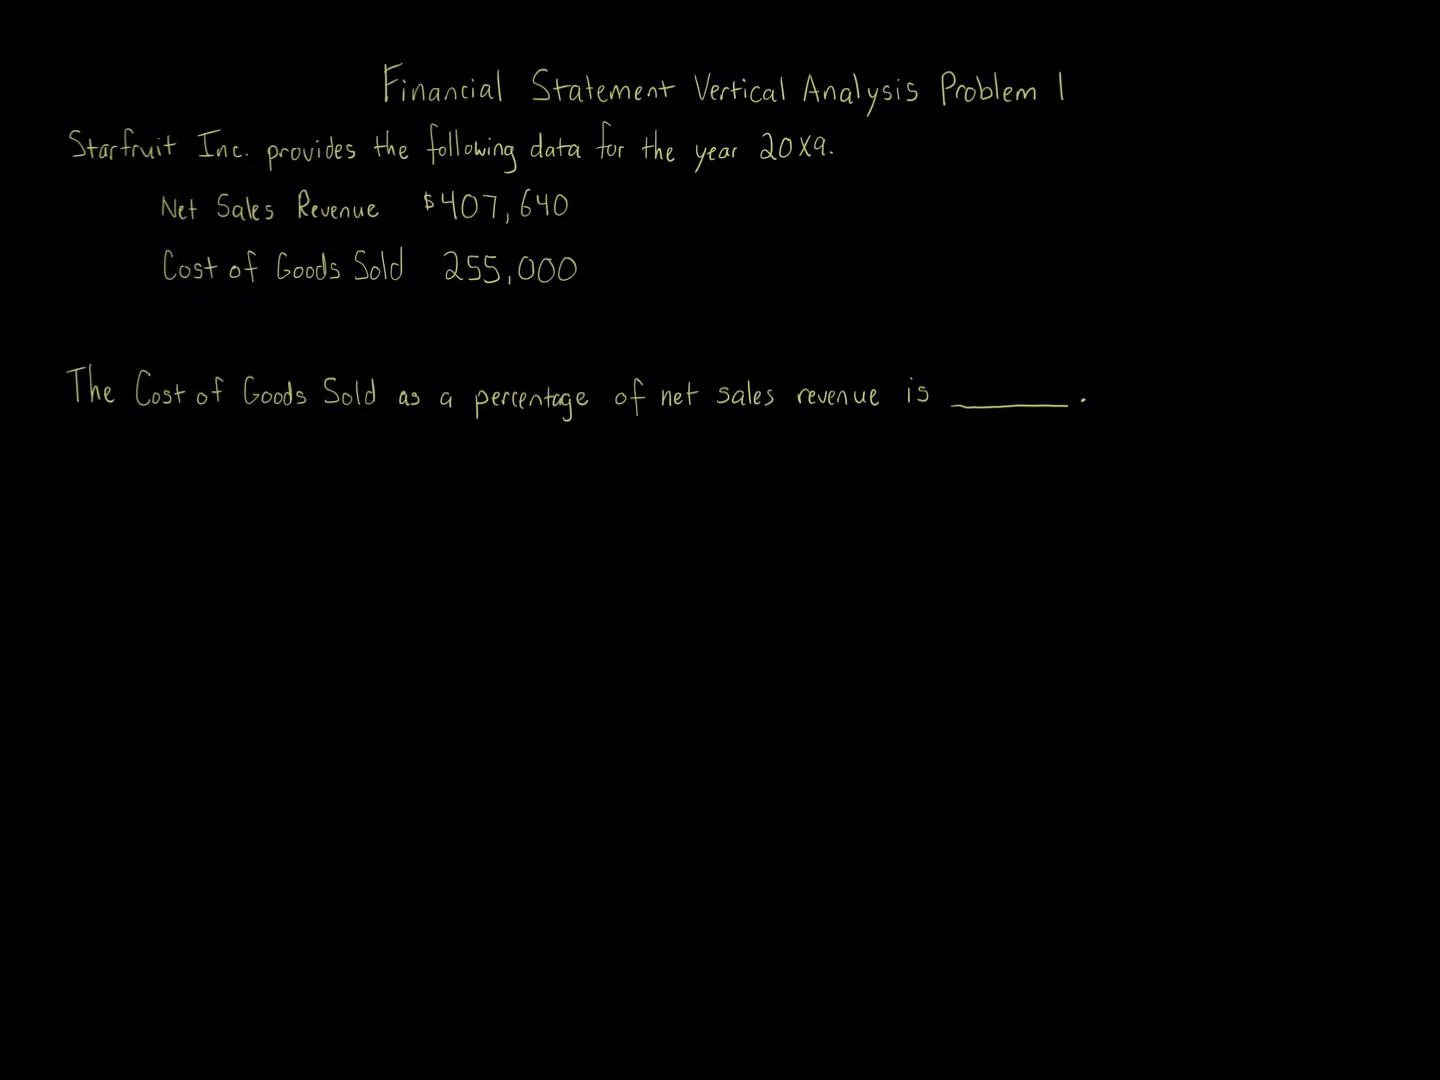 Financial Statement Vertical Analysis Problem 1
Starfruit Inc. provides the following data for the year 20X9.
Net Sales Revenue $407,640
Cost of Goods Sold 255,000
The Cost of Goods Sold as a percentage of net sales revenue is ______.